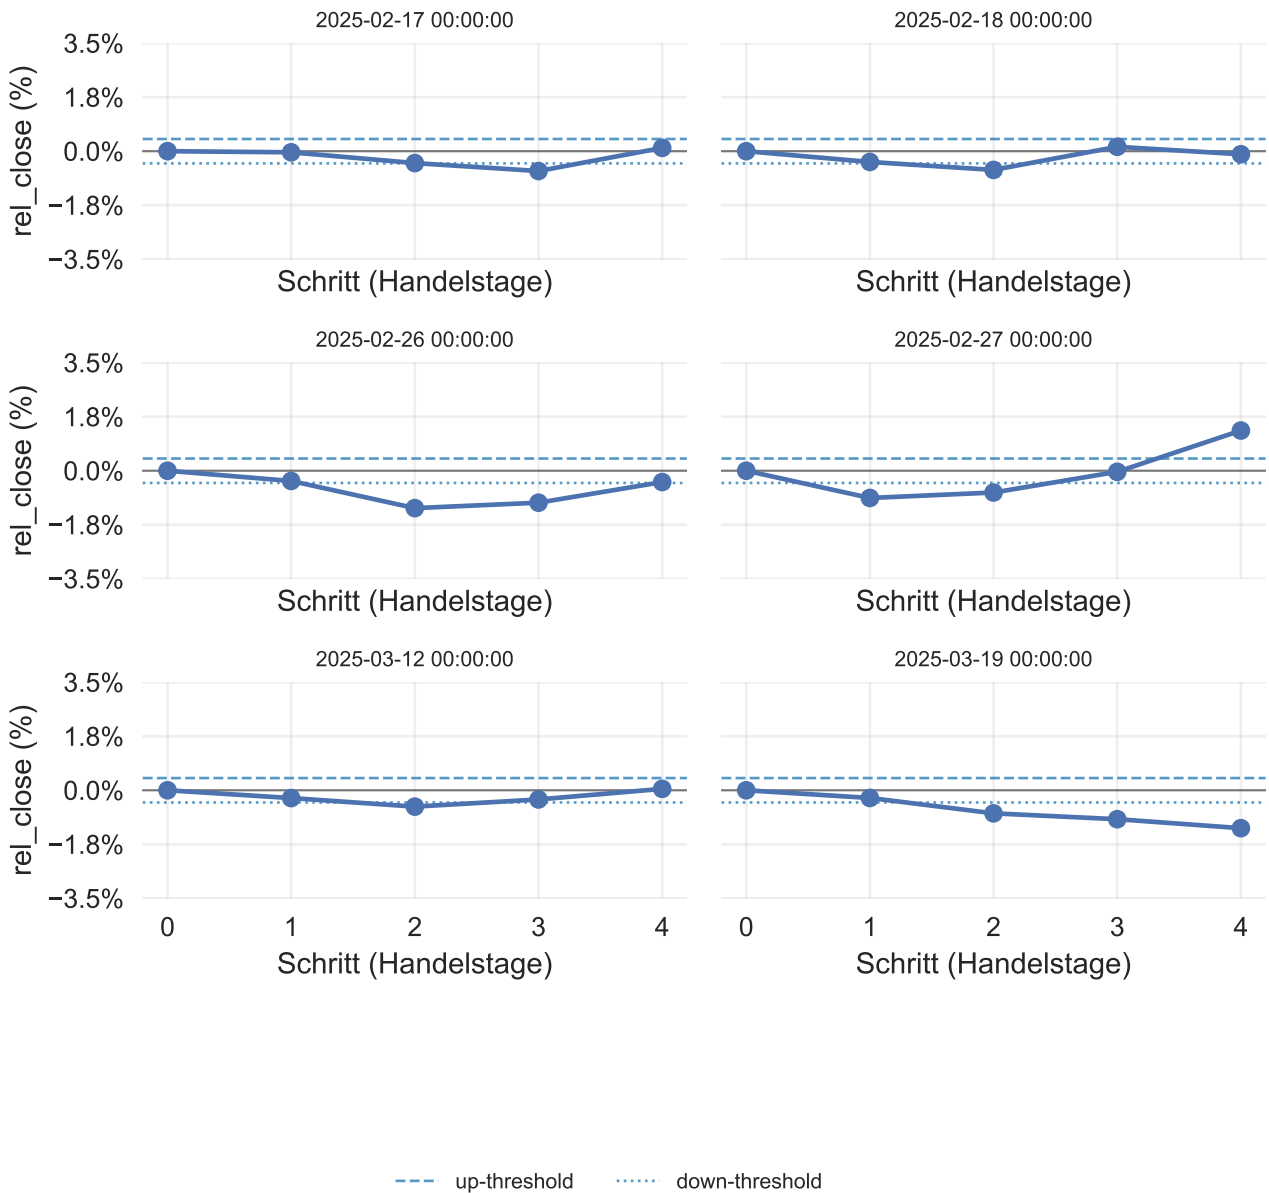 2025-02-17 00:00:00
2025-02-18 00:00:00
3.5%
1.8%
0.0%
−1.8%
−3.5%
rel_close (%)
Schritt (Handelstage)
Schritt (Handelstage)
2025-02-26 00:00:00
2025-02-27 00:00:00
3.5%
1.8%
0.0%
−1.8%
−3.5%
rel_close (%)
Schritt (Handelstage)
Schritt (Handelstage)
2025-03-12 00:00:00
2025-03-19 00:00:00
3.5%
1.8%
0.0%
−1.8%
−3.5%
rel_close (%)
0 1 2 3 4
0 1 2 3 4
Schritt (Handelstage)
Schritt (Handelstage)
up-threshold
down-threshold